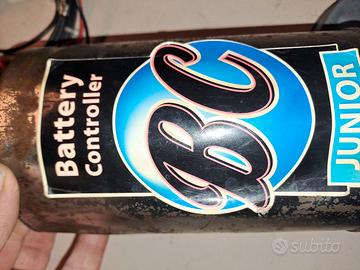 Battery
Controller
BC
JUNIOR
subito